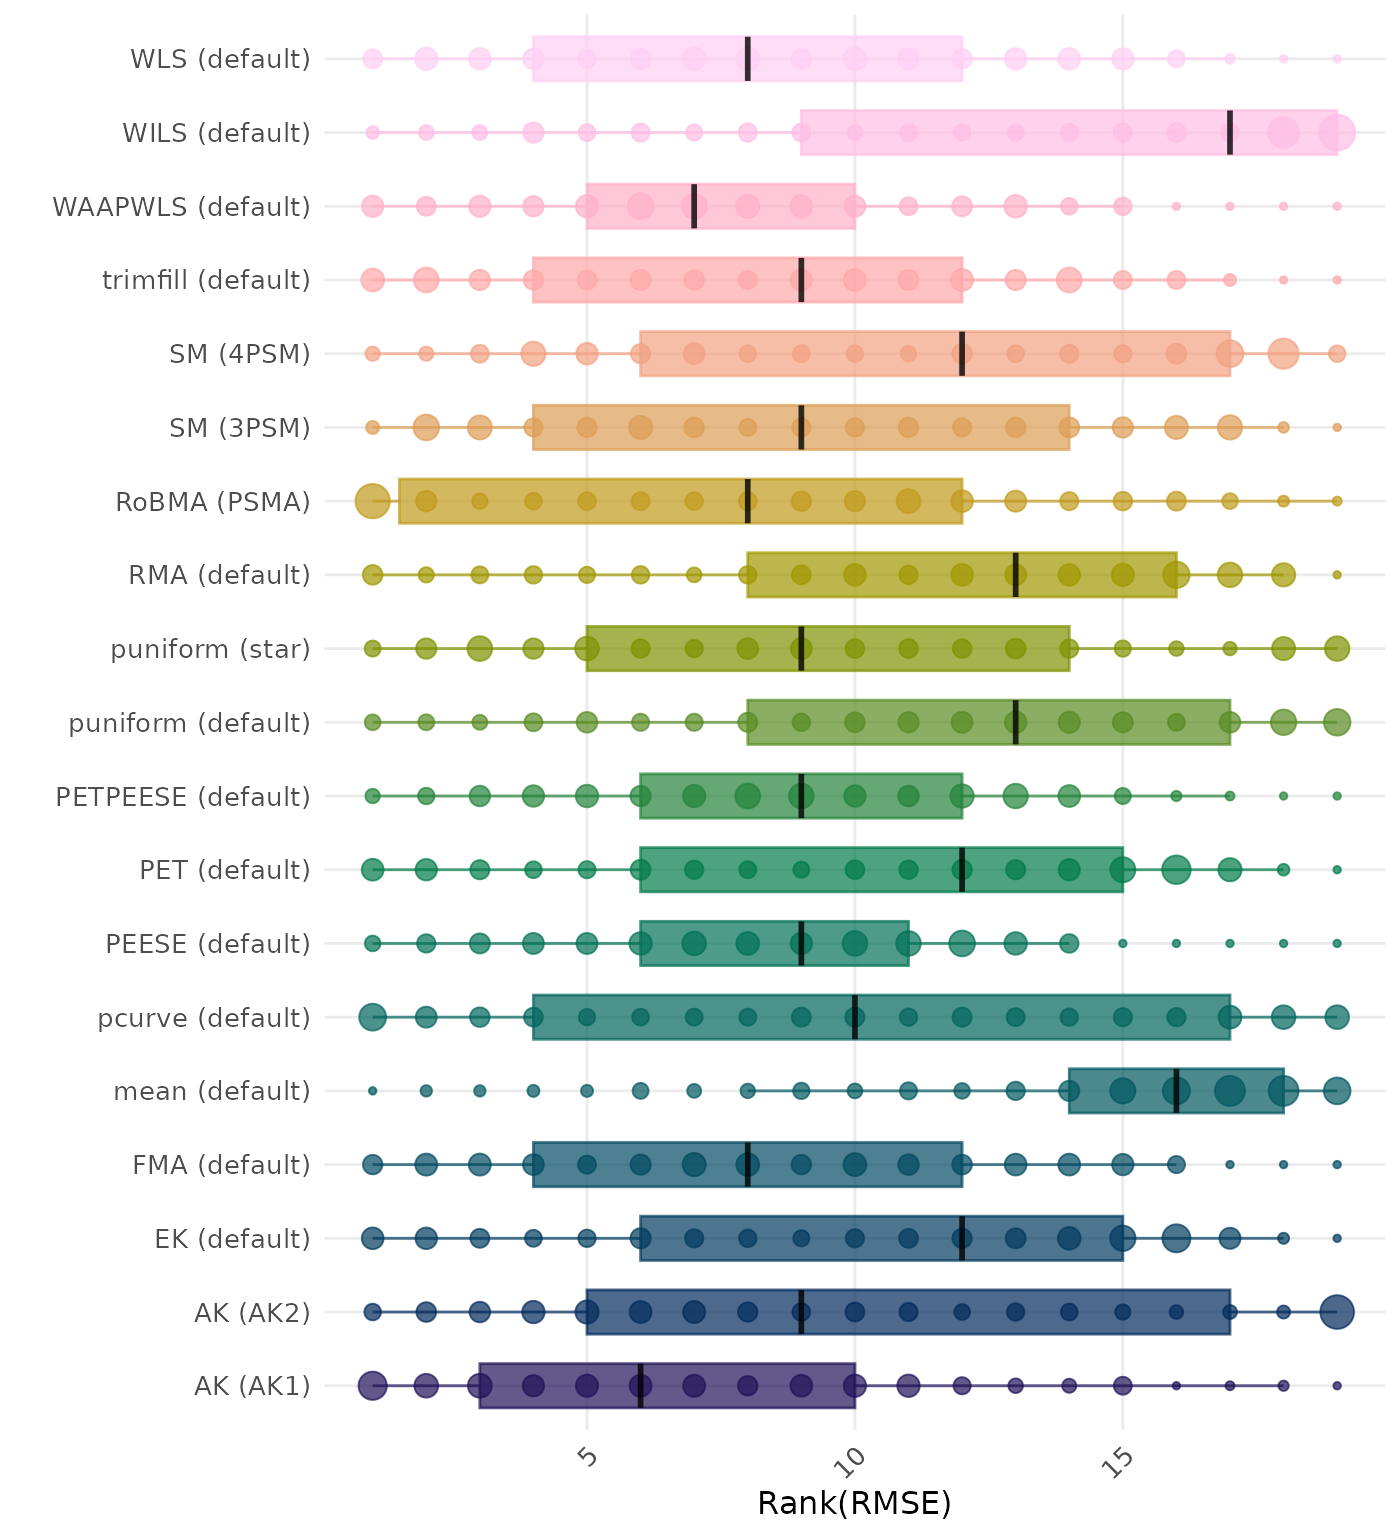 WLS (default)
WILS (default)
WAAPWLS (default)
trimfill (default)
SM (4PSM)
SM (3PSM)
RoBMA (PSMA)
RMA (default)
puniform (star)
puniform (default)
PETPEESE (default)
PET (default)
PEESE (default)
pcurve (default)
mean (default)
FMA (default)
EK (default)
AK (AK2)
AK (AK1)
5 10 15
Rank(RMSE)